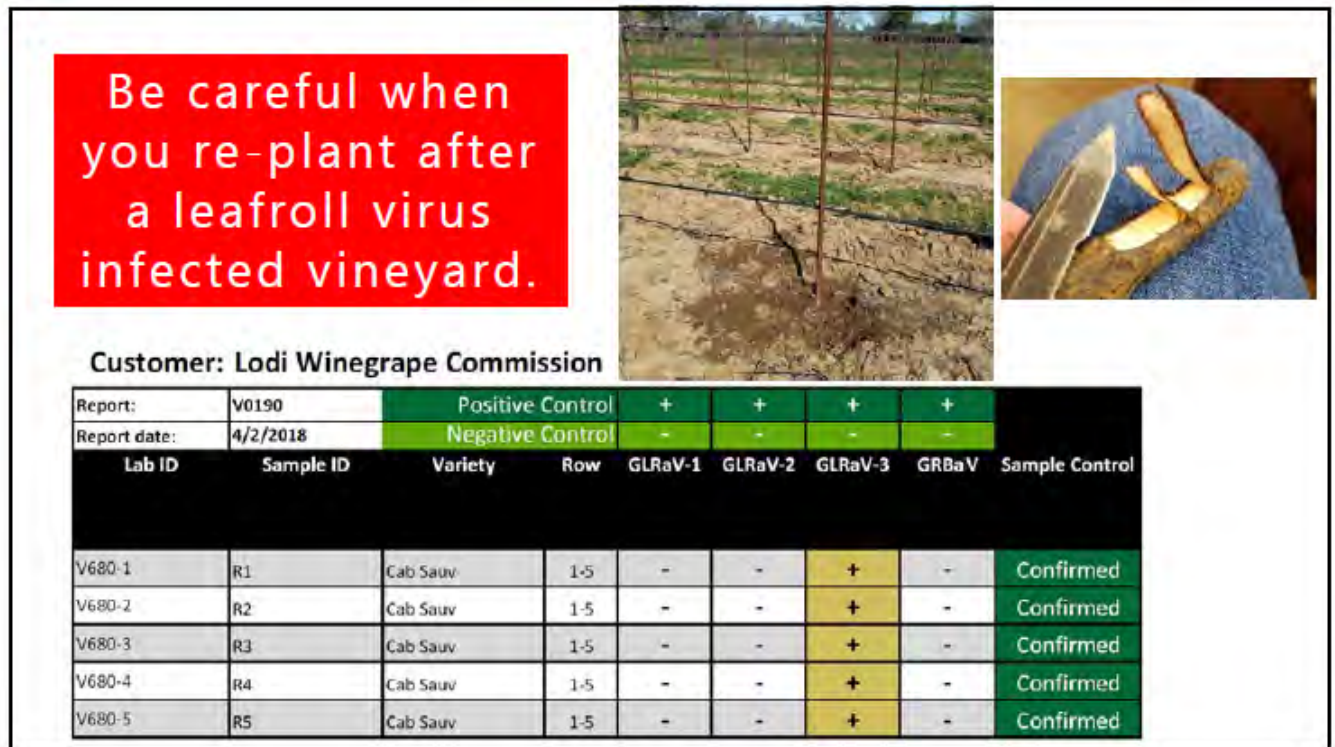 Be careful when
you re-plant after
a leafroll virus
infected vineyard.
Customer: Lodi Winegrape Commission
Report: V0190 Positive Control + + + +
Report date: 4/2/2018 Negative Control - - - -
Lab ID Sample ID Variety Row GLRaV-1 GLRaV-2 GLRaV-3 GRBaV Sample Control
V680-1 R1 Cab Sauv 1-5 - - + - Confirmed
V680-2 R2 Cab Sauv 1-5 - - + - Confirmed
V680-3 R3 Cab Sauv 1-5 - - + - Confirmed
V680-4 R4 Cab Sauv 1-5 - - + - Confirmed
V680-5 R5 Cab Sauv 1-5 - - + - Confirmed